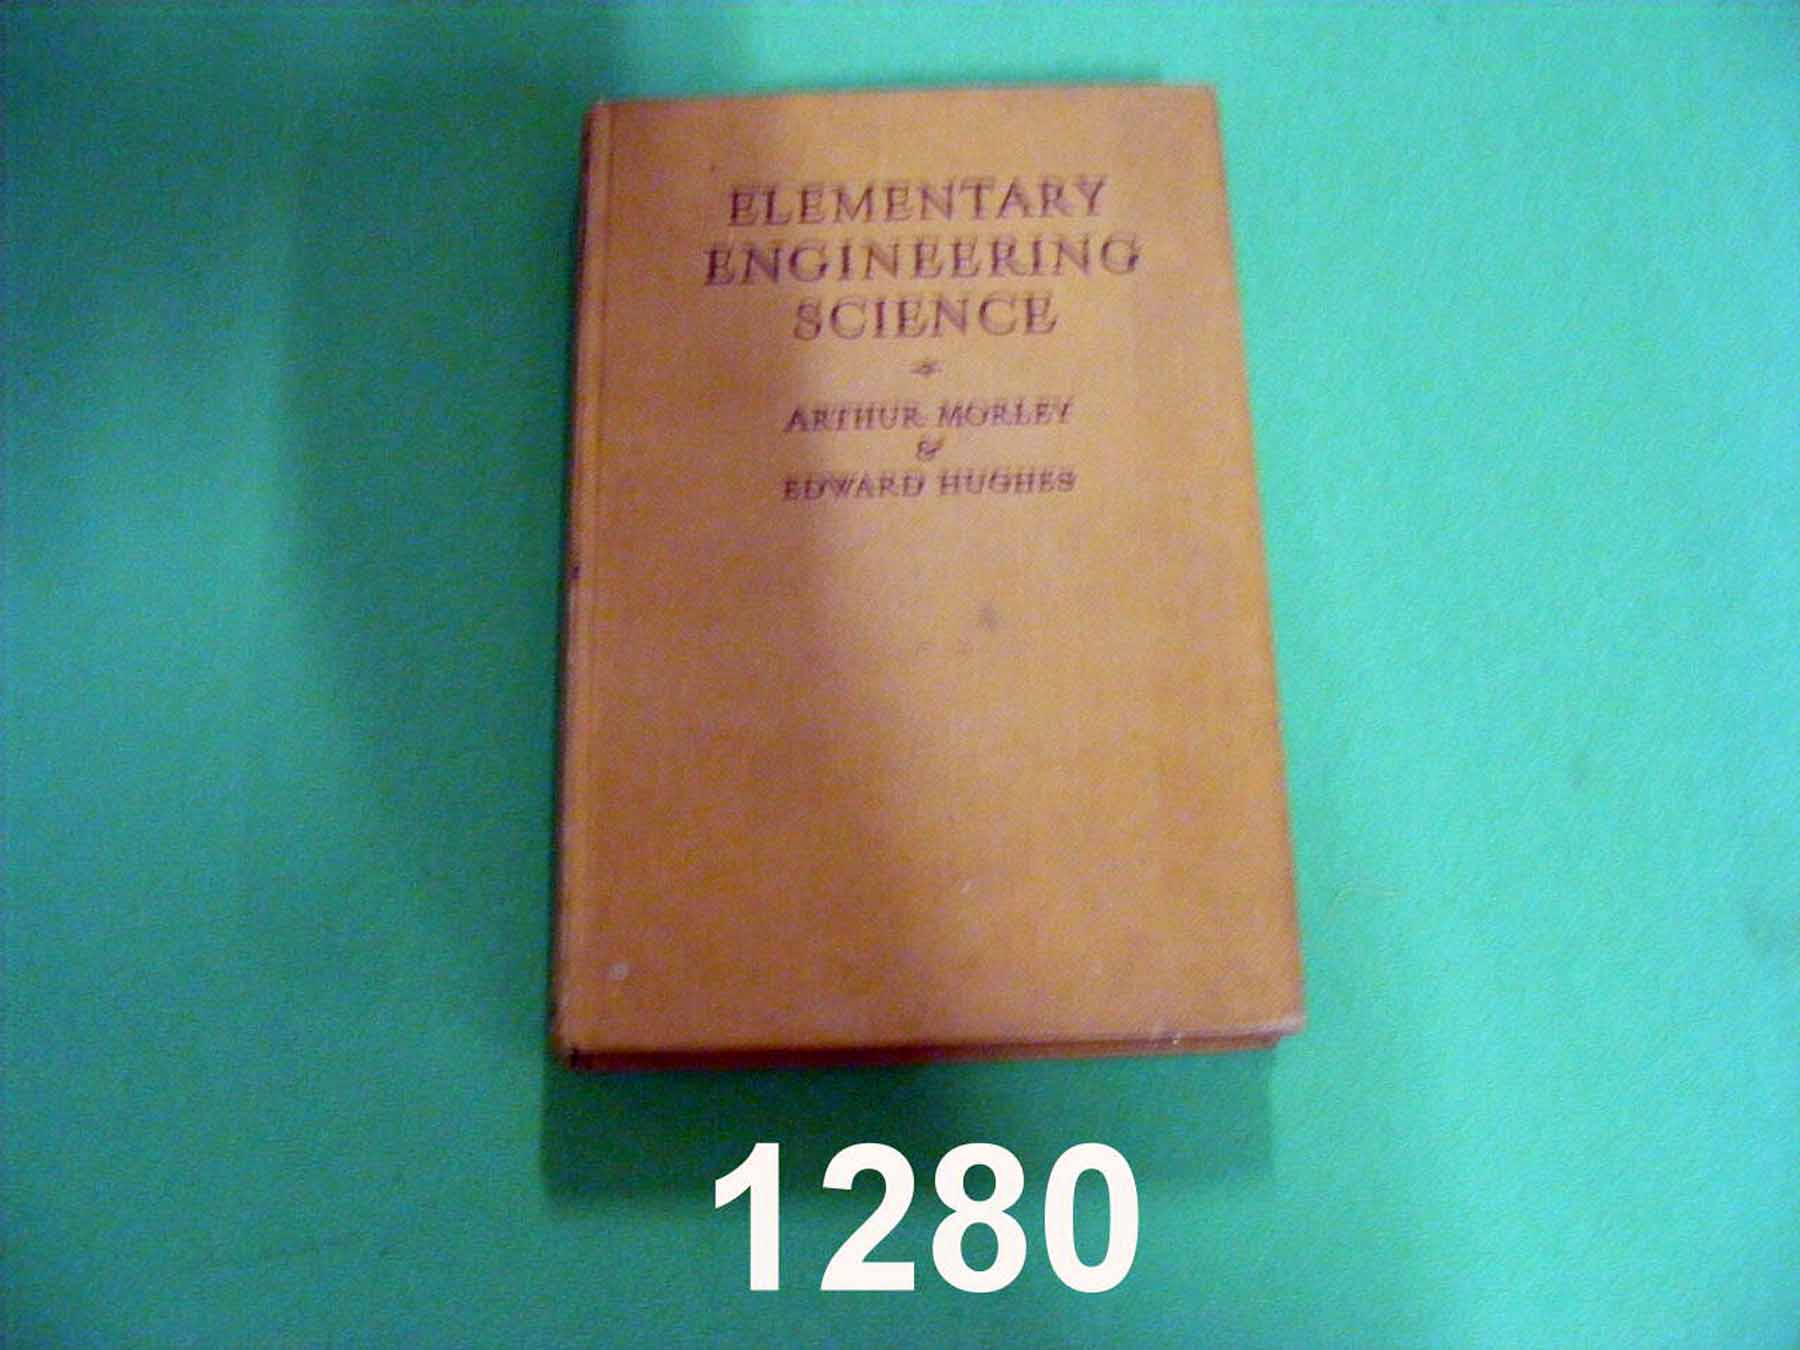 ELEMENTARY
ENGINEERING
SCIENCE
ARTHUR MORLEY
&
EDWARD HUGHES
1280